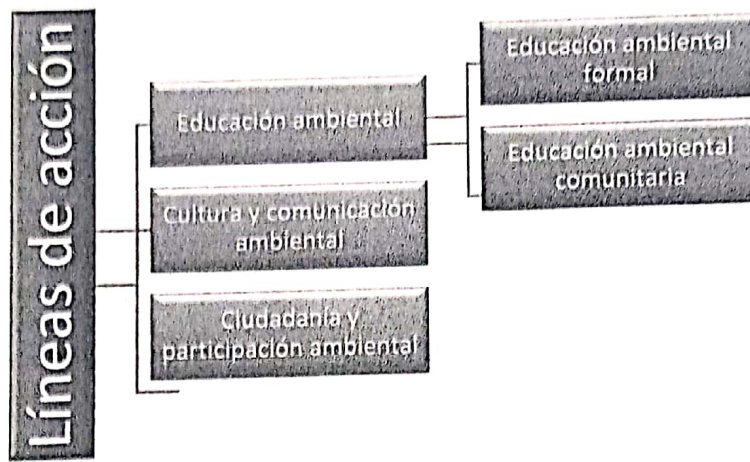 Líneas de acción
Educación ambiental
Cultura y comunicación
ambiental
Ciudadanía y
participación ambiental
Educación ambiental
formal
Educación ambiental
comunitaria